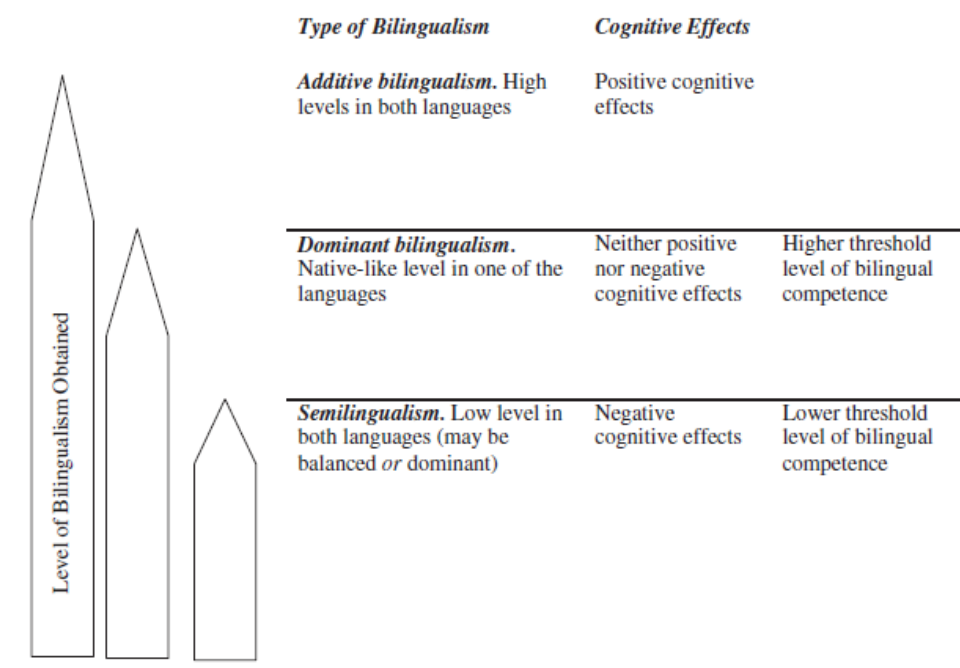 Type of Bilingualism
Cognitive Effects
Additive bilingualism. High
levels in both languages
Positive cognitive
effects
Dominant bilingualism.
Native-like level in one of the
languages
Neither positive
nor negative
cognitive effects
Higher threshold
level of bilingual
competence
Semilingualism. Low level in
both languages (may be
balanced or dominant)
Negative
cognitive effects
Lower threshold
level of bilingual
competence
Level of Bilingualism Obtained